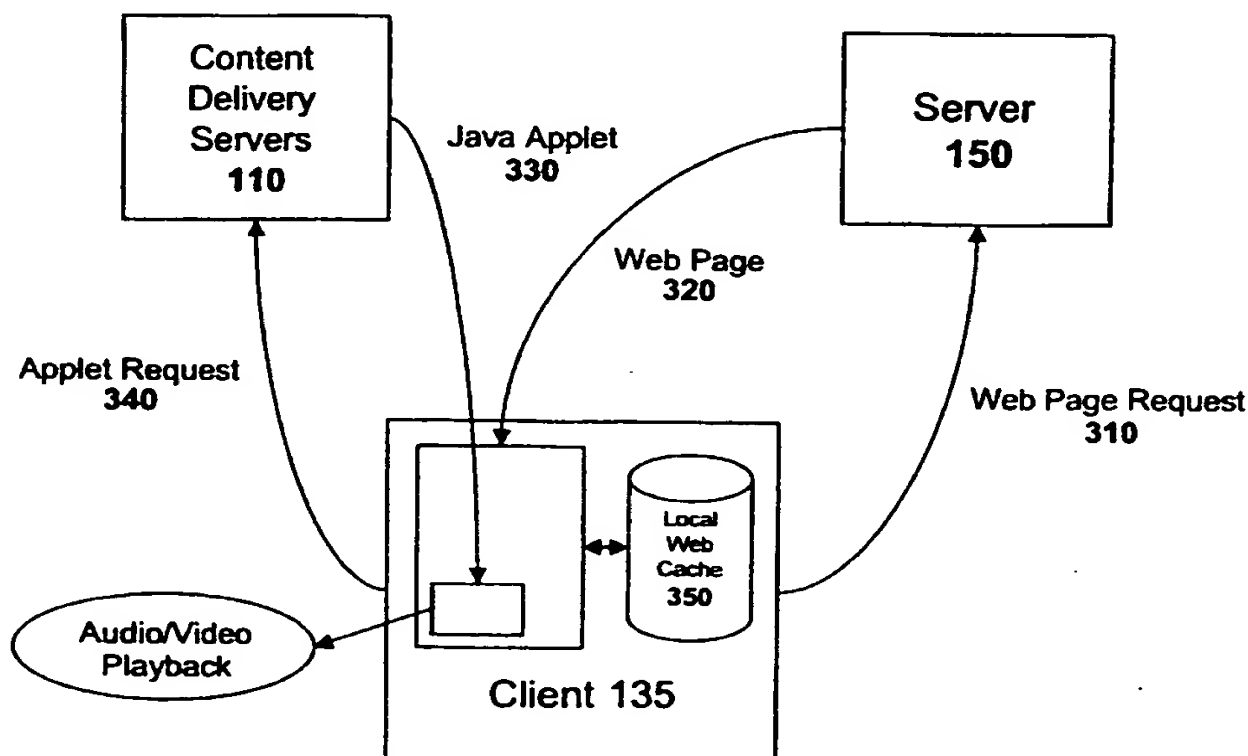 Content
Delivery
Servers
110
Server
150
Java Applet
330
Web Page
320
Applet Request
340
Web Page Request
310
Local
Web
Cache
350
Audio/Video
Playback
Client 135